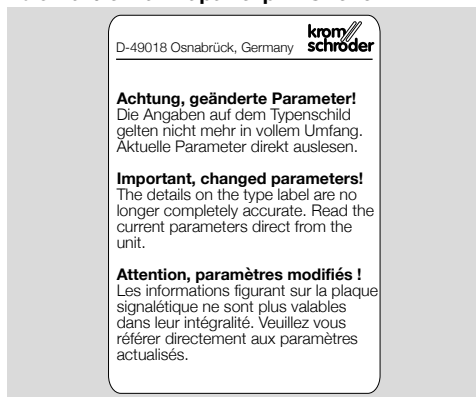 krom//
schroder
D-49018 Osnabrück, Germany
Achtung, geänderte Parameter!
Die Angaben auf dem Typenschild
gelten nicht mehr in vollem Umfang.
Aktuelle Parameter direkt auslesen.
Important, changed parameters!
The details on the type label are no
longer completely accurate. Read the
current parameters direct from the
unit.
Attention, paramètres modifiés !
Les informations figurant sur la plaque
signalétique ne sont plus valables
dans leur intégralité. Veuillez vous
référer directement aux paramètres
actualisés.